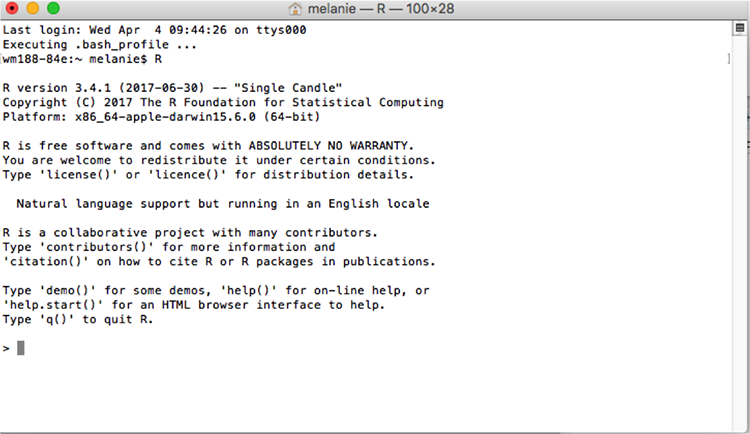 melanie — R — 100×28
Last login: Wed Apr  4 09:44:26 on ttys000
Executing .bash_profile ...
[wm188-84e:~ melanie$ R ]

R version 3.4.1 (2017-06-30) -- "Single Candle"
Copyright (C) 2017 The R Foundation for Statistical Computing
Platform: x86_64-apple-darwin15.6.0 (64-bit)

R is free software and comes with ABSOLUTELY NO WARRANTY.
You are welcome to redistribute it under certain conditions.
Type 'license()' or 'licence()' for distribution details.

  Natural language support but running in an English locale

R is a collaborative project with many contributors.
Type 'contributors()' for more information and
'citation()' on how to cite R or R packages in publications.

Type 'demo()' for some demos, 'help()' for on-line help, or
'help.start()' for an HTML browser interface to help.
Type 'q()' to quit R.

>